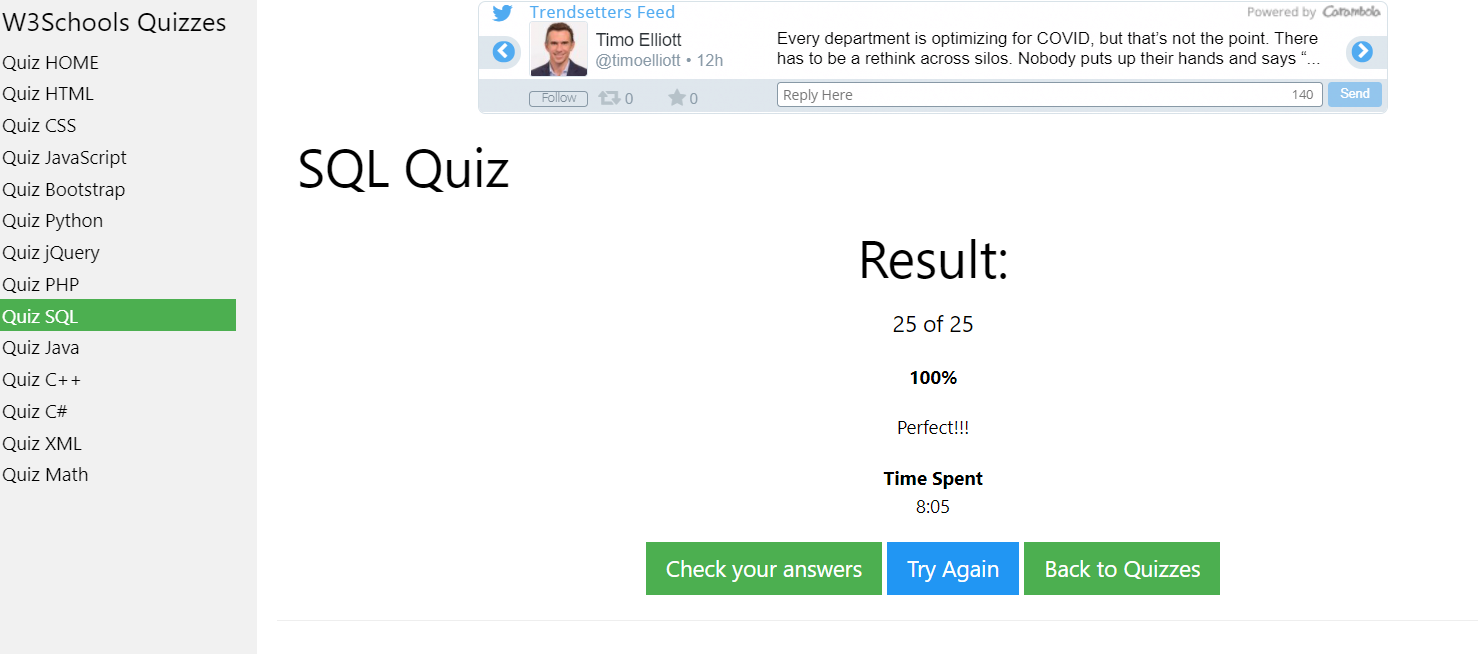 W3Schools Quizzes
Quiz HOME
Quiz HTML
Quiz CSS
Quiz JavaScript
Quiz Bootstrap
Quiz Python
Quiz jQuery
Quiz PHP
Quiz SQL
Quiz Java
Quiz C++
Quiz C#
Quiz XML
Quiz Math
Trendsetters Feed
Powered by Carambola
Timo Elliott
@timoelliott • 12h
Every department is optimizing for COVID, but that’s not the point. There
has to be a rethink across silos. Nobody puts up their hands and says “...
Follow 0 0
Reply Here 140 Send
SQL Quiz
Result:
25 of 25
100%
Perfect!!!
Time Spent
8:05
Check your answers Try Again Back to Quizzes